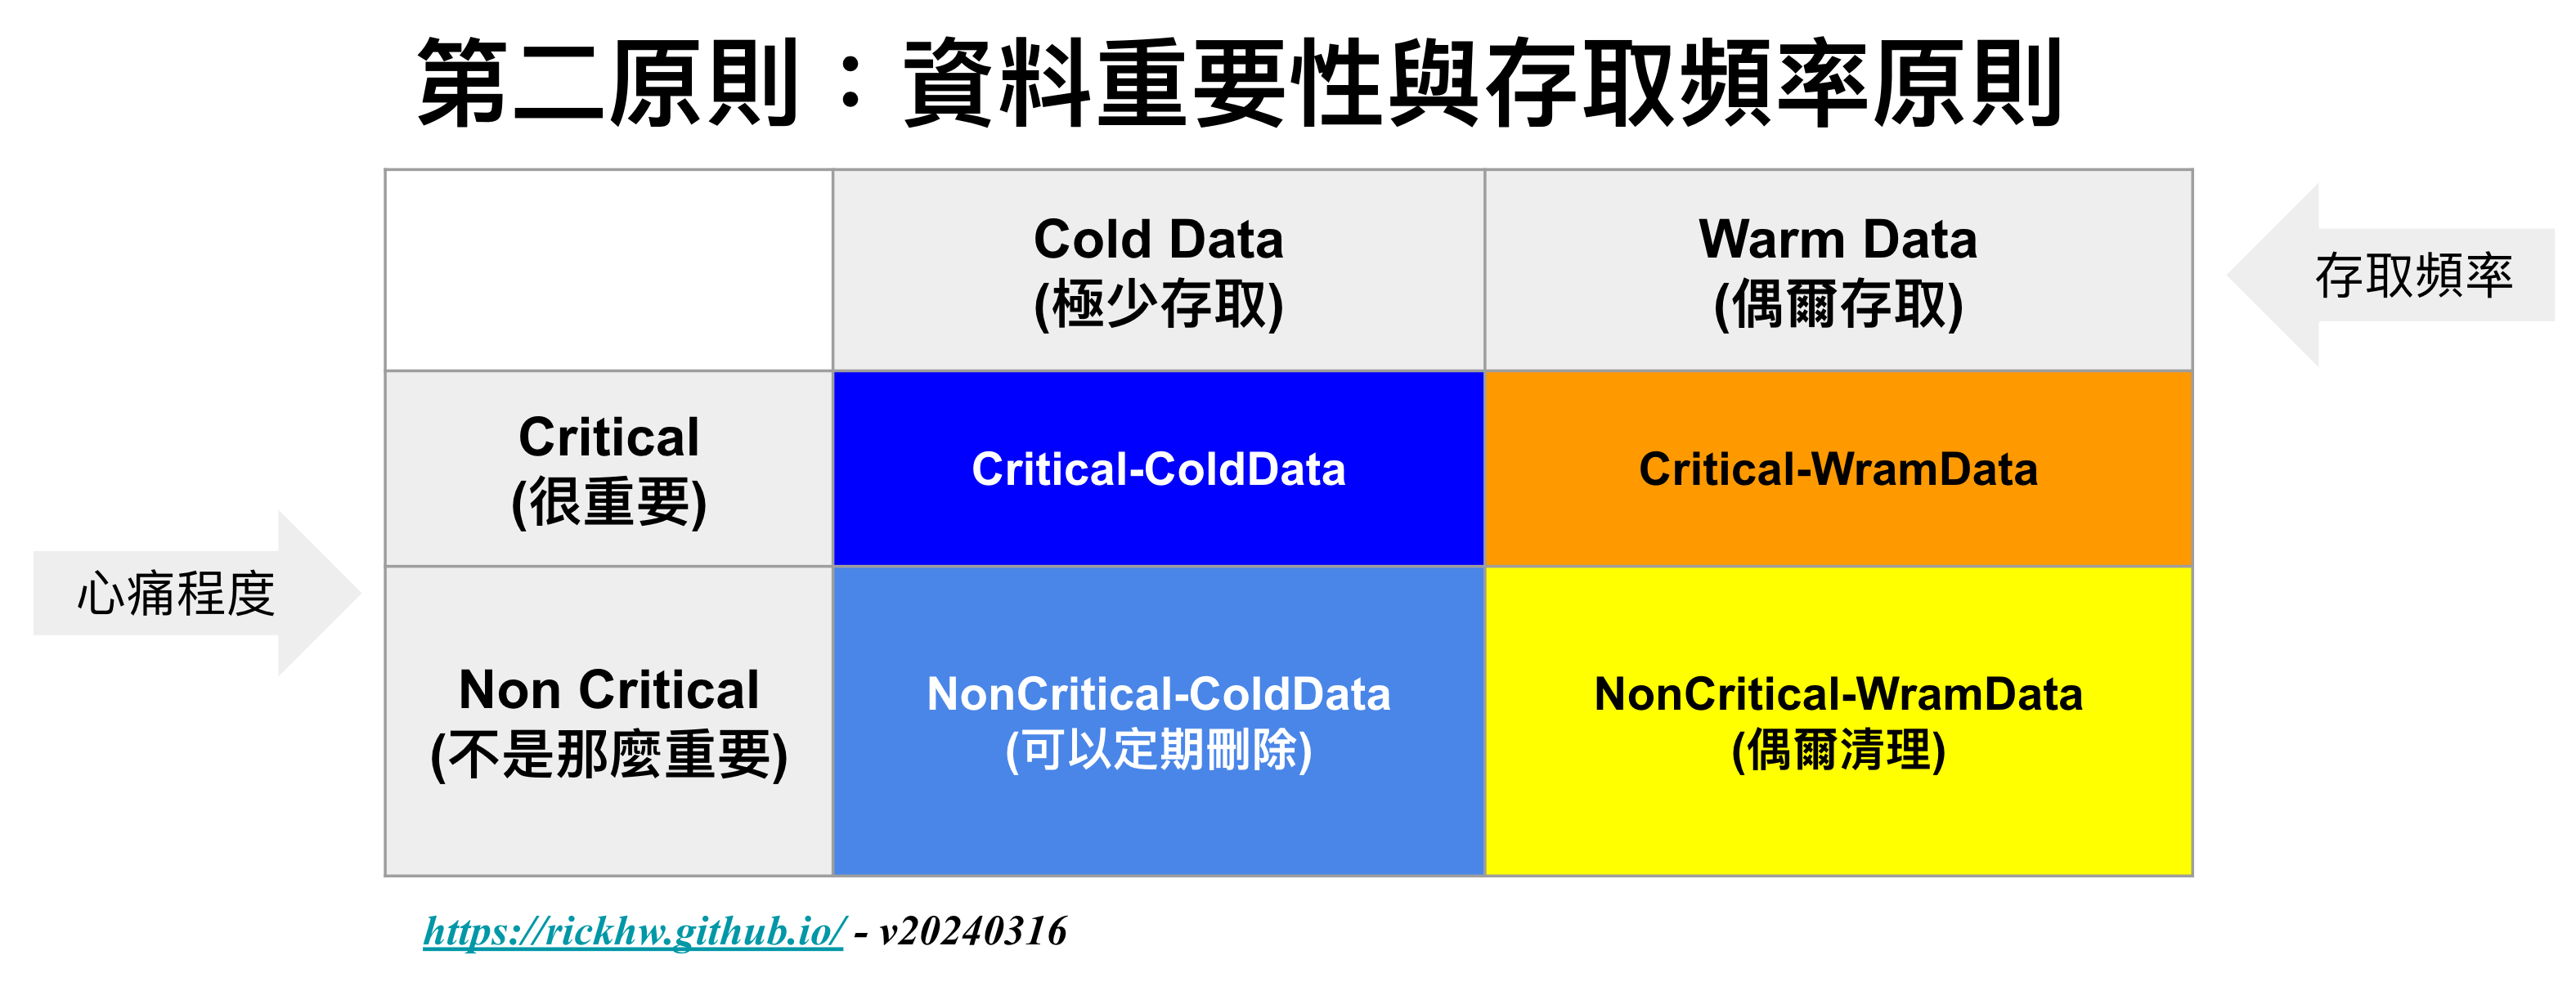 第二原則：資料重要性與存取頻率原則
Cold Data
(極少存取)
Warm Data
(偶爾存取)
存取頻率
Critical
(很重要)
Critical-ColdData
Critical-WramData
心痛程度
Non Critical
(不是那麼重要)
NonCritical-ColdData
(可以定期刪除)
NonCritical-WramData
(偶爾清理)
https://rickhw.github.io/ - v20240316